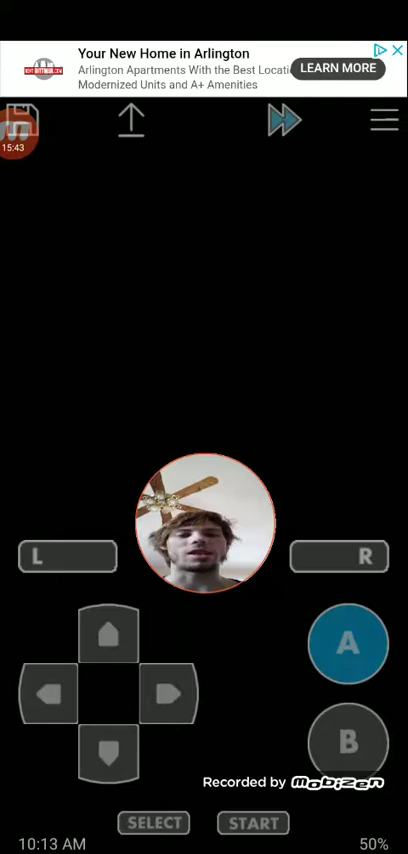 Your New Home in Arlington
Arlington Apartments With the Best Locati
Modernized Units and A+ Amenities
LEARN MORE
15:43
L
R
A
B
Recorded by Mobizen
SELECT
START
10:13 AM
50%